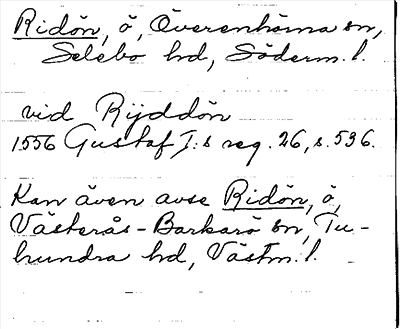 Ridön, ö, Överenhörna sn,
Selebo hd, Söderm. l.
vid Rijddön
1556 Gustaf I:s reg. 26, s. 536.
Kan även avse Ridön, ö,
Västerås-Barkarö sn, Tu-
hundra hd, Västm. l.